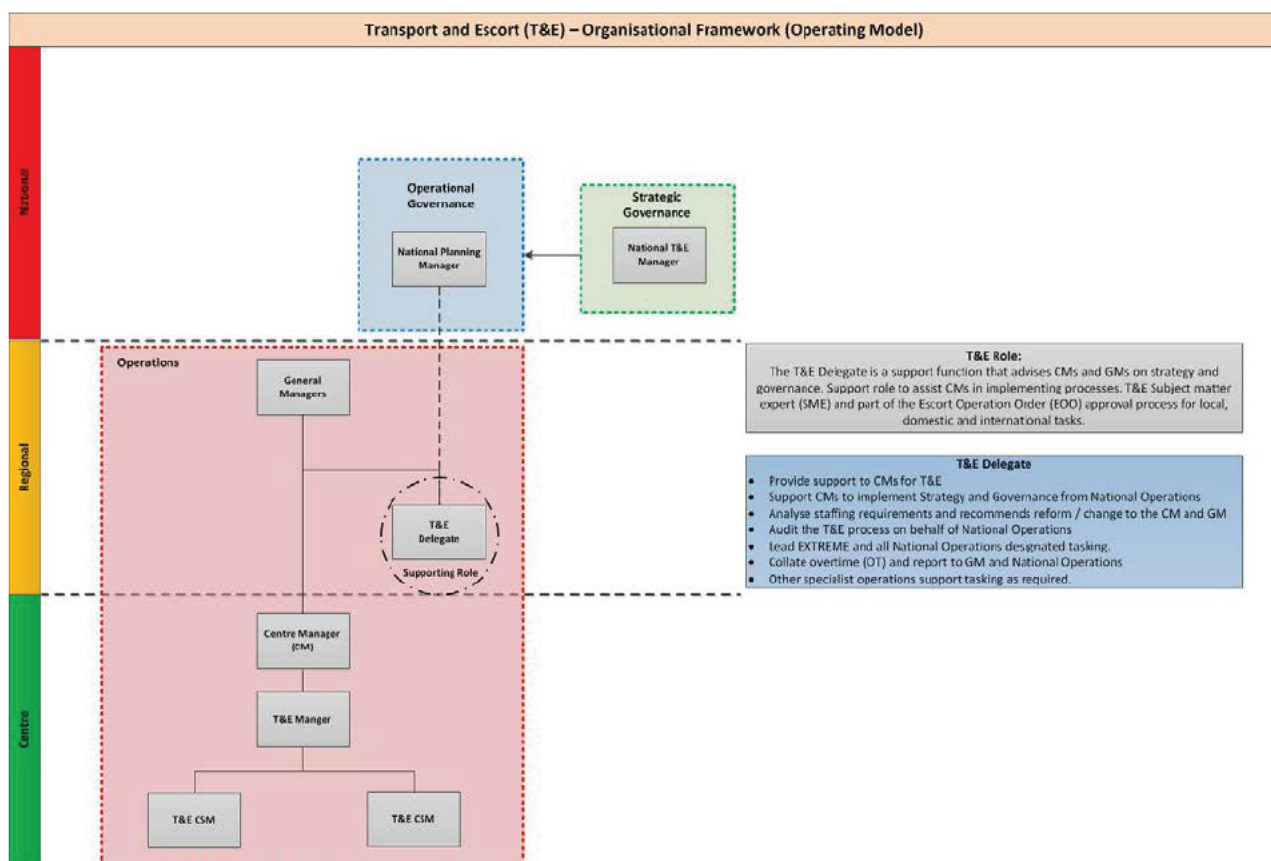 Transport and Escort (T&E) – Organisational Framework (Operating Model)
National
Operational
Governance
National Planning
Manager
Strategic
Governance
National T&E
Manager
Regional
Operations
General
Managers
T&E
Delegate
Supporting Role
T&E Role:
The T&E Delegate is a support function that advises CMs and GMs on strategy and
governance. Support role to assist CMs in implementing processes. T&E Subject matter
expert (SME) and part of the Escort Operation Order (EOO) approval process for local,
domestic and international tasks.
T&E Delegate
• Provide support to CMs for T&E
• Support CMs to implement Strategy and Governance from National Operations
• Analyse staffing requirements and recommends reform / change to the CM and GM
• Audit the T&E process on behalf of National Operations
• Lead EXTREME and all National Operations designated tasking.
• Collate overtime (OT) and report to GM and National Operations
• Other specialist operations support tasking as required.
Centre
Centre Manager
(CM)
T&E Manger
T&E CSM
T&E CSM